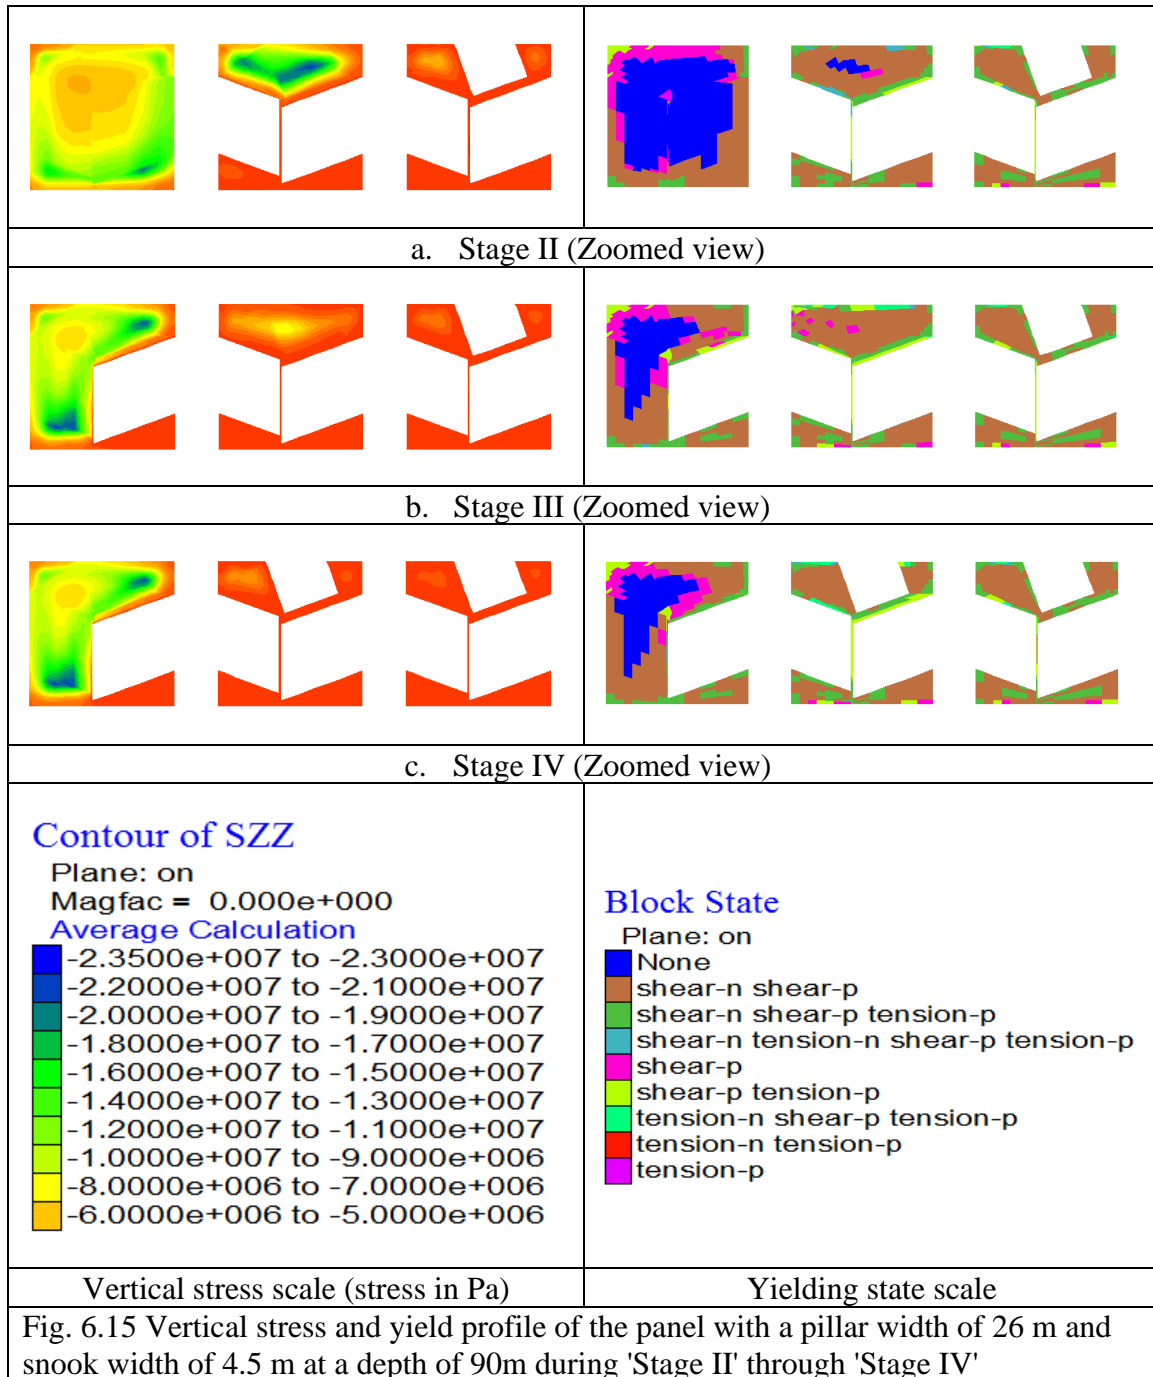 a. Stage II (Zoomed view)
b. Stage III (Zoomed view)
c. Stage IV (Zoomed view)
Contour of SZZ
Plane: on
Magfac = 0.000e+000
Average Calculation
-2.3500e+007 to -2.3000e+007
-2.2000e+007 to -2.1000e+007
-2.0000e+007 to -1.9000e+007
-1.8000e+007 to -1.7000e+007
-1.6000e+007 to -1.5000e+007
-1.4000e+007 to -1.3000e+007
-1.2000e+007 to -1.1000e+007
-1.0000e+007 to -9.0000e+006
-8.0000e+006 to -7.0000e+006
-6.0000e+006 to -5.0000e+006
Block State
Plane: on
None
shear-n shear-p
shear-n shear-p tension-p
shear-n tension-n shear-p tension-p
shear-p
shear-p tension-p
tension-n shear-p tension-p
tension-n tension-p
tension-p
Vertical stress scale (stress in Pa)
Yielding state scale
Fig. 6.15 Vertical stress and yield profile of the panel with a pillar width of 26 m and
snook width of 4.5 m at a depth of 90m during 'Stage II' through 'Stage IV'